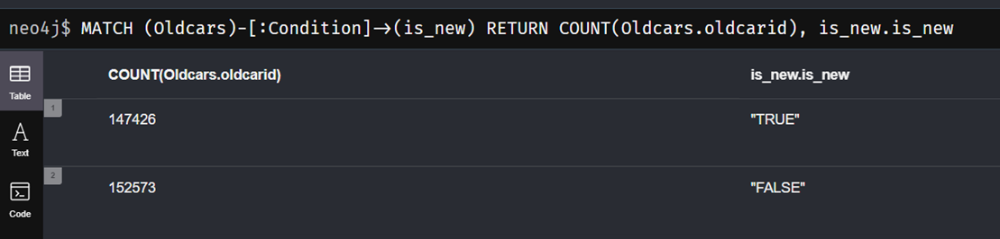 neo4j$ MATCH (Oldcars)-[:Condition]→(is_new) RETURN COUNT(Oldcars.oldcarid), is_new.is_new
COUNT(Oldcars.oldcarid) is_new.is_new
Table
1
147426 "TRUE"
A
Text
2
152573 "FALSE"
>_
Code